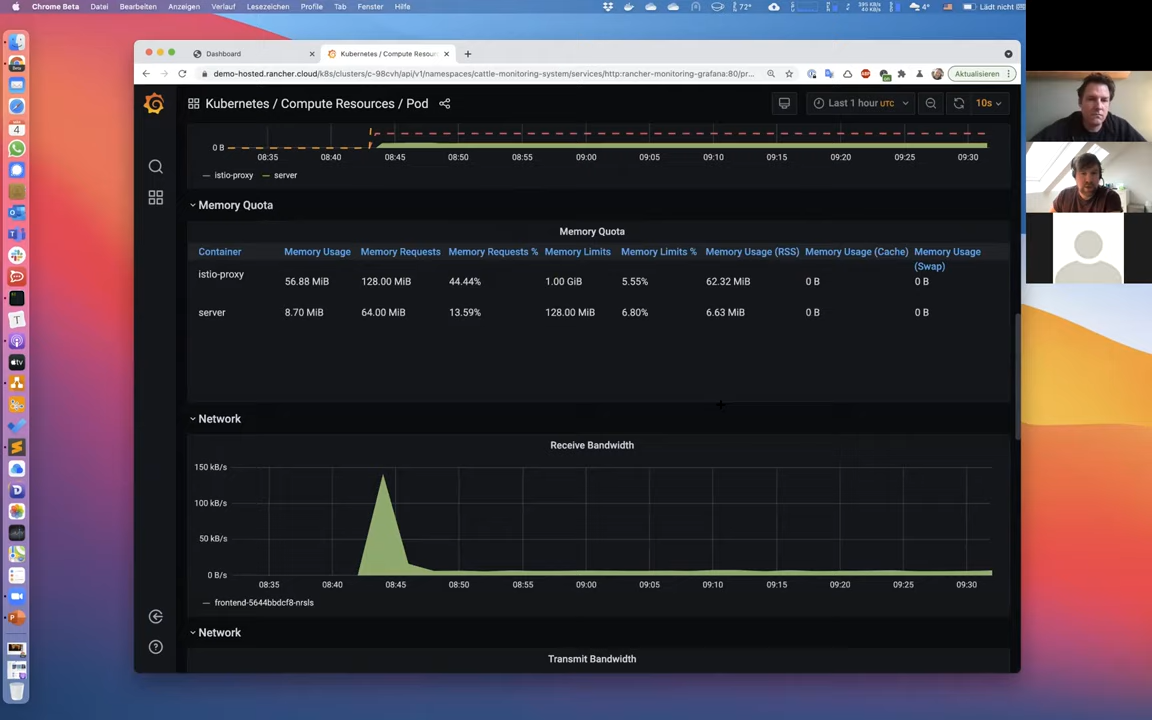 Chrome Beta Datei Bearbeiten Anzeigen Verlauf Lesezeichen Profile Tab Fenster Hilfe 72° 4° Lädt nicht
Dashboard Kubernetes / Compute Resour
demo-hosted.rancher.cloud/k8s/clusters/c-98cvh/api/v1/namespaces/cattle-monitoring-system/services/http:rancher-monitoring-grafana:80/pr... Aktualisieren
Kubernetes / Compute Resources / Pod Last 1 hour UTC 10s
0 B
08:35 08:40 08:45 08:50 08:55 09:00 09:05 09:10 09:15 09:20 09:25 09:30
istio-proxy server
Memory Quota
Memory Quota
Container Memory Usage Memory Requests Memory Requests % Memory Limits Memory Limits % Memory Usage (RSS) Memory Usage (Cache) Memory Usage (Swap)
istio-proxy 56.88 MiB 128.00 MiB 44.44% 1.00 GiB 5.55% 62.32 MiB 0 B 0 B
server 8.70 MiB 64.00 MiB 13.59% 128.00 MiB 6.80% 6.63 MiB 0 B 0 B
Network
Receive Bandwidth
150 kB/s
100 kB/s
50 kB/s
0 B/s
08:35 08:40 08:45 08:50 08:55 09:00 09:05 09:10 09:15 09:20 09:25 09:30
frontend-5644bbdcf8-nrsls
Network
Transmit Bandwidth